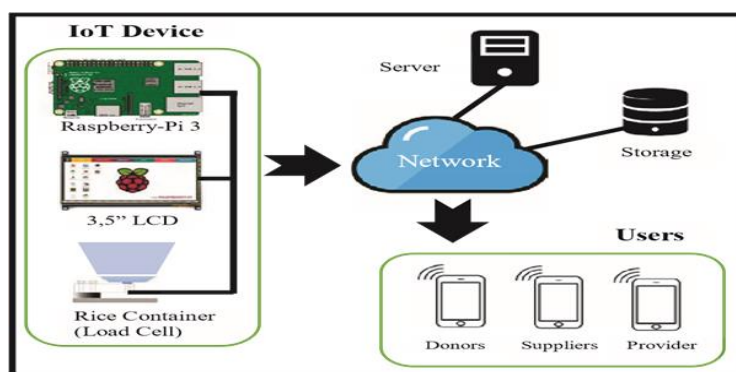 IoT Device
Raspberry-Pi 3
3,5” LCD
Rice Container
(Load Cell)
Server
Network
Storage
Users
Donors
Suppliers
Provider